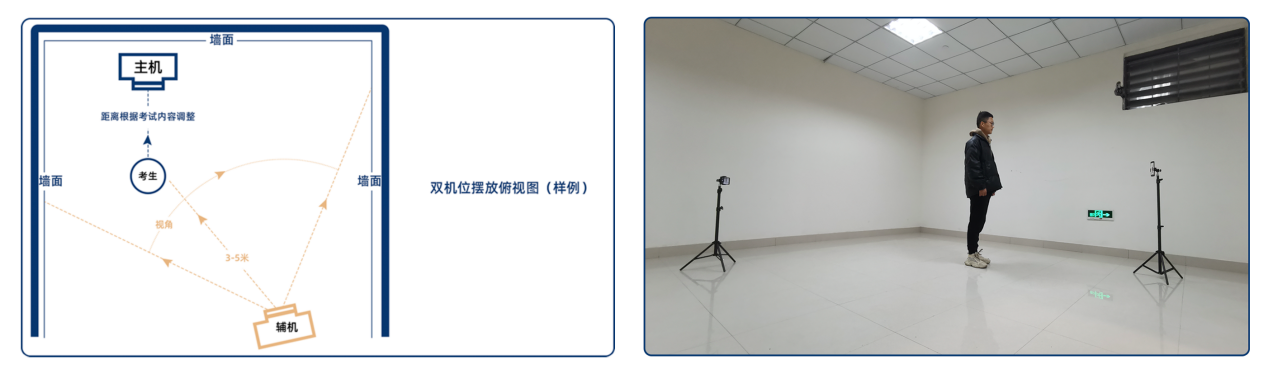 墙面
主机
距离根据考试内容调整
考生
墙面
墙面
视角
3-5米
辅机
双机位摆放俯视图（样例）